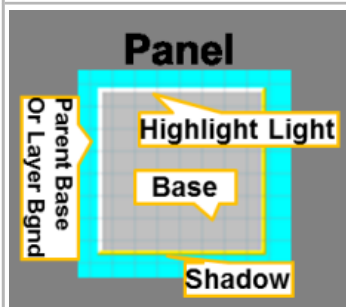 Panel
Parent Base
Or Layer Bgnd
Highlight Light
Base
Shadow